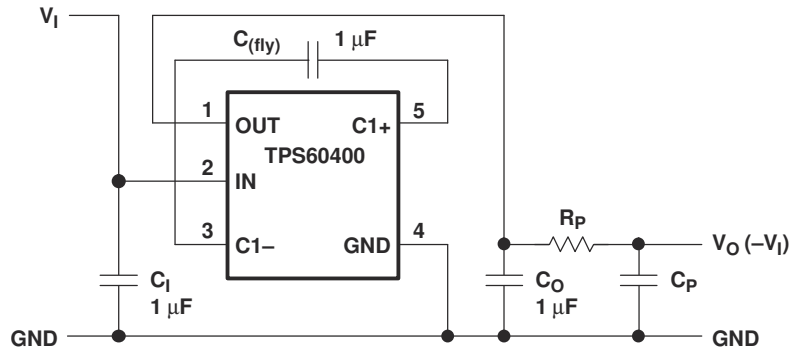 V_I
C_(fly) 1 μF
1 OUT
C1+ 5
TPS60400
2 IN
3 C1–
GND 4
R_P
V_O (–V_I)
C_I
1 μF
C_O
1 μF
C_P
GND
GND